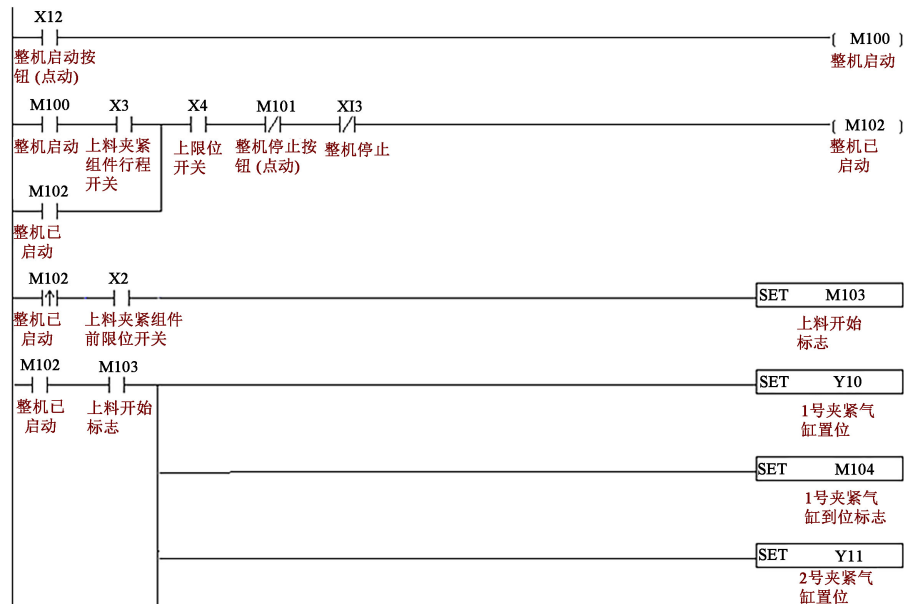 X12
( M100 )
整机启动按
钮 (点动)
整机启动
M100 X3 X4 M101 XI3
( M102 )
整机启动 上料夹紧 上限位 整机停止按 整机停止
组件行程 开关 钮 (点动)
开关
整机已
启动
M102
整机已
启动
M102 X2
SET M103
整机已 上料夹紧组件
启动 前限位开关
上料开始
标志
M102 M103
SET Y10
整机已 上料开始
启动 标志
1号夹紧气
缸置位
SET M104
1号夹紧气
缸到位标志
SET Y11
2号夹紧气
缸置位